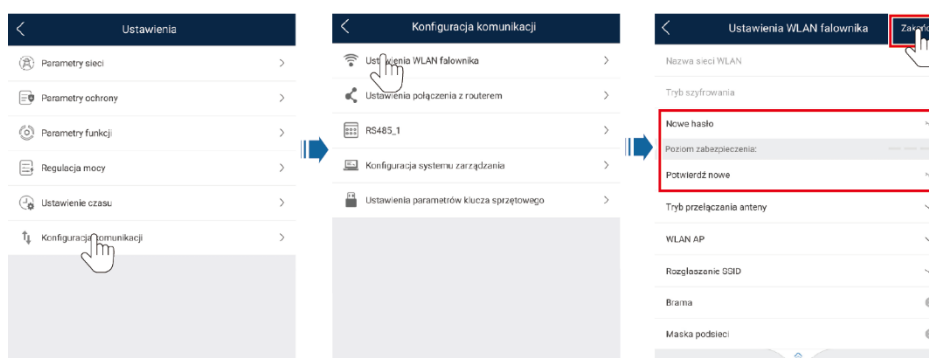 Ustawienia
Parametry sieci
Parametry ochrony
Parametry funkcji
Regulacja mocy
Ustawienie czasu
Konfiguracja komunikacji
Konfiguracja komunikacji
Ustawienia WLAN falownika
Ustawienia połączenia z routerem
RS485_1
Konfiguracja systemu zarządzania
Ustawienia parametrów klucza sprzętowego
Ustawienia WLAN falownika
Nazwa sieci WLAN
Tryb szyfrowania
Nowe hasło
Poziom zabezpieczenia:
Potwierdź nowe
Tryb przełączania anteny
WLAN AP
Rozgłaszanie SSID
Brama
Maska podsieci